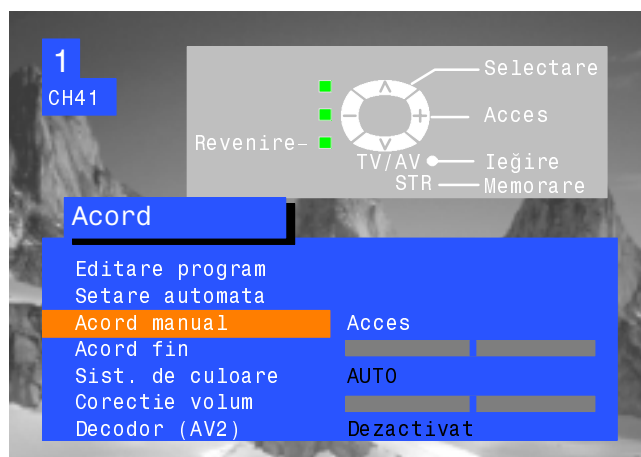 1
CH41
Selectare
Acces
Revenire–
TV/AV
Ieğire
STR
Memorare
Acord
Editare program
Setare automata
Acord manual Acces
Acord fin
Sist. de culoare AUTO
Corectie volum
Decodor (AV2) Dezactivat